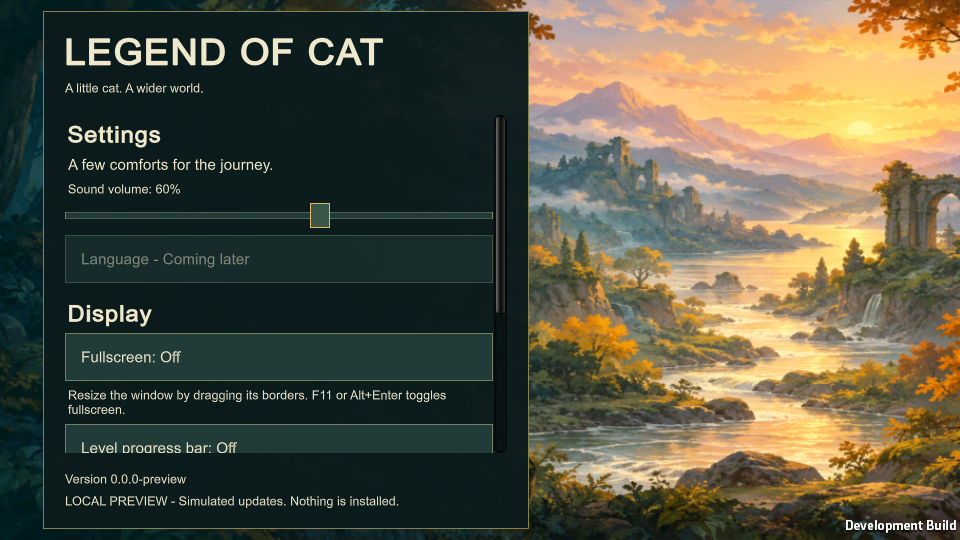 LEGEND OF CAT
A little cat. A wider world.
Settings
A few comforts for the journey.
Sound volume: 60%
Language - Coming later
Display
Fullscreen: Off
Resize the window by dragging its borders. F11 or Alt+Enter toggles
fullscreen.
Level progress bar: Off
Version 0.0.0-preview
LOCAL PREVIEW - Simulated updates. Nothing is installed.
Development Build